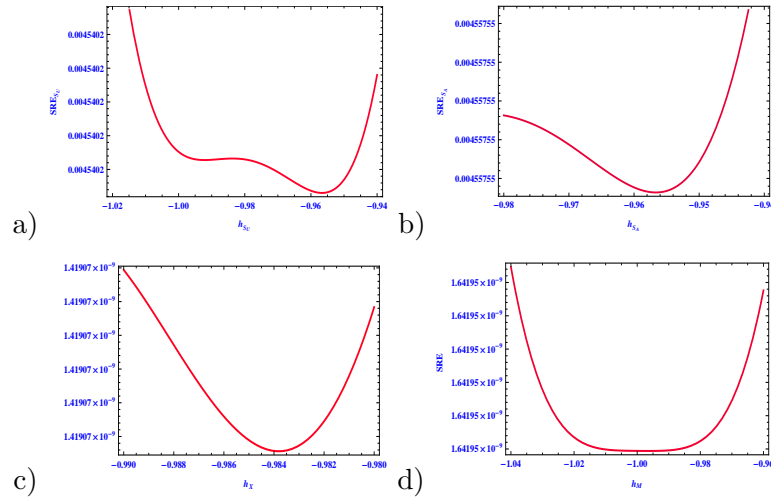 0.0045402
0.0045402
0.0045402
0.0045402
0.0045402
SRE_{S_U}
−1.02 −1.00 −0.98 −0.96 −0.94
h_{S_U}
a)
0.00455755
0.00455755
0.00455755
0.00455755
0.00455755
SRE_{S_A}
−0.98 −0.97 −0.96 −0.95 −0.94
h_{S_A}
b)
1.41907×10⁻⁹
1.41907×10⁻⁹
1.41907×10⁻⁹
1.41907×10⁻⁹
1.41907×10⁻⁹
1.41907×10⁻⁹
−0.990 −0.988 −0.986 −0.984 −0.982 −0.980
h_X
c)
1.64195×10⁻⁹
1.64195×10⁻⁹
1.64195×10⁻⁹
1.64195×10⁻⁹
1.64195×10⁻⁹
1.64195×10⁻⁹
SRE
−1.04 −1.02 −1.00 −0.98 −0.96
h_M
d)